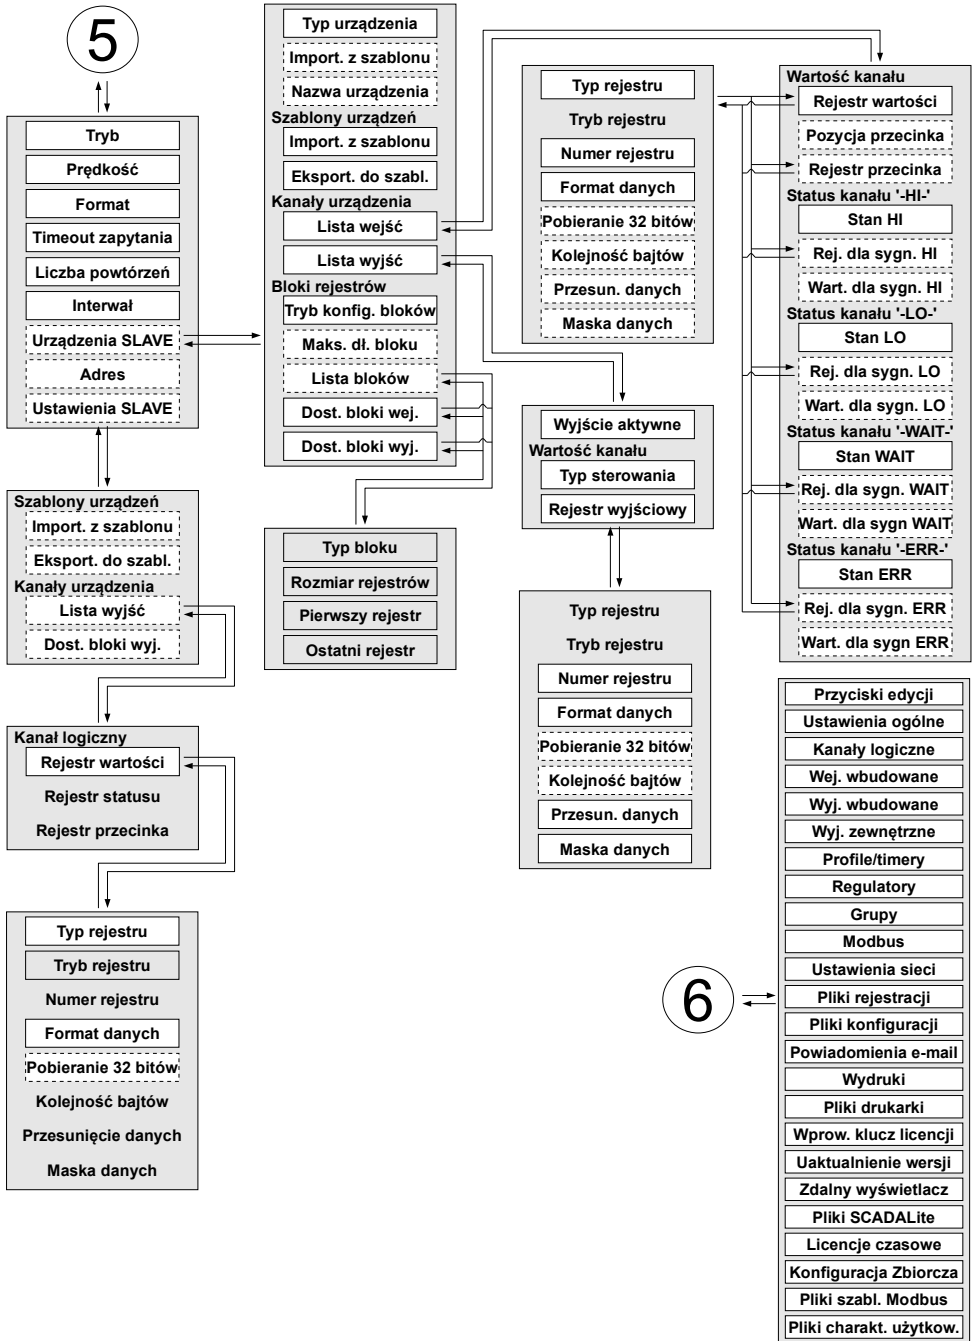 5
Tryb
Prędkość
Format
Timeout zapytania
Liczba powtórzeń
Interwał
Urządzenia SLAVE
Adres
Ustawienia SLAVE
Szablony urządzeń
Import. z szablonu
Eksport. do szabl.
Kanały urządzenia
Lista wyjść
Dost. bloki wyj.
Kanał logiczny
Rejestr wartości
Rejestr statusu
Rejestr przecinka
Typ rejestru
Tryb rejestru
Numer rejestru
Format danych
Pobieranie 32 bitów
Kolejność bajtów
Przesunięcie danych
Maska danych
Typ urządzenia
Import. z szablonu
Nazwa urządzenia
Szablony urządzeń
Import. z szablonu
Eksport. do szabl.
Kanały urządzenia
Lista wejść
Lista wyjść
Bloki rejestrów
Tryb konfig. bloków
Maks. dł. bloku
Lista bloków
Dost. bloki wej.
Dost. bloki wyj.
Typ bloku
Rozmiar rejestrów
Pierwszy rejestr
Ostatni rejestr
Typ rejestru
Tryb rejestru
Numer rejestru
Format danych
Pobieranie 32 bitów
Kolejność bajtów
Przesun. danych
Maska danych
Wyjście aktywne
Wartość kanału
Typ sterowania
Rejestr wyjściowy
Typ rejestru
Tryb rejestru
Numer rejestru
Format danych
Pobieranie 32 bitów
Kolejność bajtów
Przesun. danych
Maska danych
Wartość kanału
Rejestr wartości
Pozycja przecinka
Rejestr przecinka
Status kanału '-HI-'
Stan HI
Rej. dla sygn. HI
Wart. dla sygn. HI
Status kanału '-LO-'
Stan LO
Rej. dla sygn. LO
Wart. dla sygn. LO
Status kanału '-WAIT-'
Stan WAIT
Rej. dla sygn. WAIT
Wart. dla sygn WAIT
Status kanału '-ERR-'
Stan ERR
Rej. dla sygn. ERR
Wart. dla sygn ERR
6
Przyciski edycji
Ustawienia ogólne
Kanały logiczne
Wej. wbudowane
Wyj. wbudowane
Wyj. zewnętrzne
Profile/timery
Regulatory
Grupy
Modbus
Ustawienia sieci
Pliki rejestracji
Pliki konfiguracji
Powiadomienia e-mail
Wydruki
Pliki drukarki
Wprow. klucz licencji
Uaktualnienie wersji
Zdalny wyświetlacz
Pliki SCADALite
Licencje czasowe
Konfiguracja Zbiorcza
Pliki szabl. Modbus
Pliki charakt. użytkow.